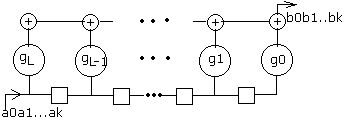 b0b1..bk
+ + + +
gL gL-1 g1 g0
a0a1...ak